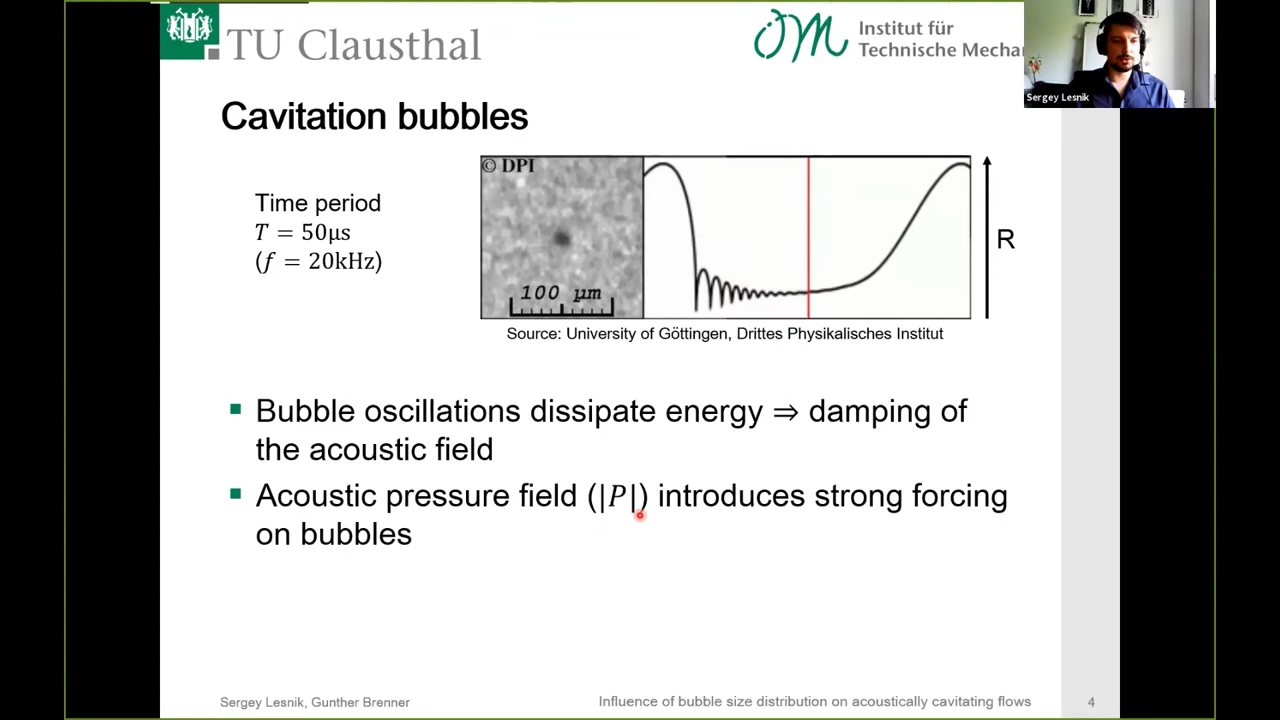 TU Clausthal
Institut für
Technische Mecha
Sergey Lesnik
Cavitation bubbles
Time period
T = 50µs
(f = 20kHz)
© DPI
100 µm
R
Source: University of Göttingen, Drittes Physikalisches Institut
Bubble oscillations dissipate energy ⇒ damping of
the acoustic field
Acoustic pressure field (|P|) introduces strong forcing
on bubbles
Sergey Lesnik, Gunther Brenner
Influence of bubble size distribution on acoustically cavitating flows
4